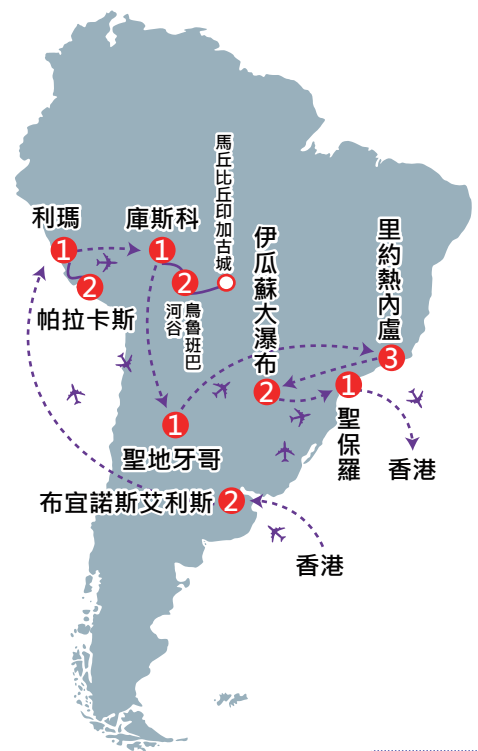 馬丘比丘印加古城
利瑪
1
庫斯科
1
2
帕拉卡斯
2
烏魯班巴
河谷
伊瓜蘇大瀑布
2
里約熱內盧
3
1
聖保羅
1
聖地牙哥
香港
布宜諾斯艾利斯
2
香港